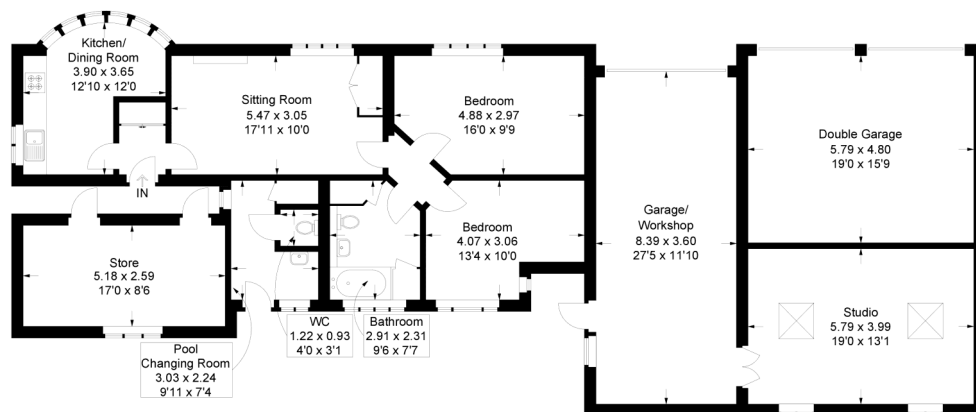 Kitchen/
Dining Room
3.90 x 3.65
12'10 x 12'0
Sitting Room
5.47 x 3.05
17'11 x 10'0
Bedroom
4.88 x 2.97
16'0 x 9'9
Double Garage
5.79 x 4.80
19'0 x 15'9
IN
Garage/
Workshop
8.39 x 3.60
27'5 x 11'10
Bedroom
4.07 x 3.06
13'4 x 10'0
Store
5.18 x 2.59
17'0 x 8'6
Studio
5.79 x 3.99
19'0 x 13'1
WC
1.22 x 0.93
4'0 x 3'1
Bathroom
2.91 x 2.31
9'6 x 7'7
Pool
Changing Room
3.03 x 2.24
9'11 x 7'4